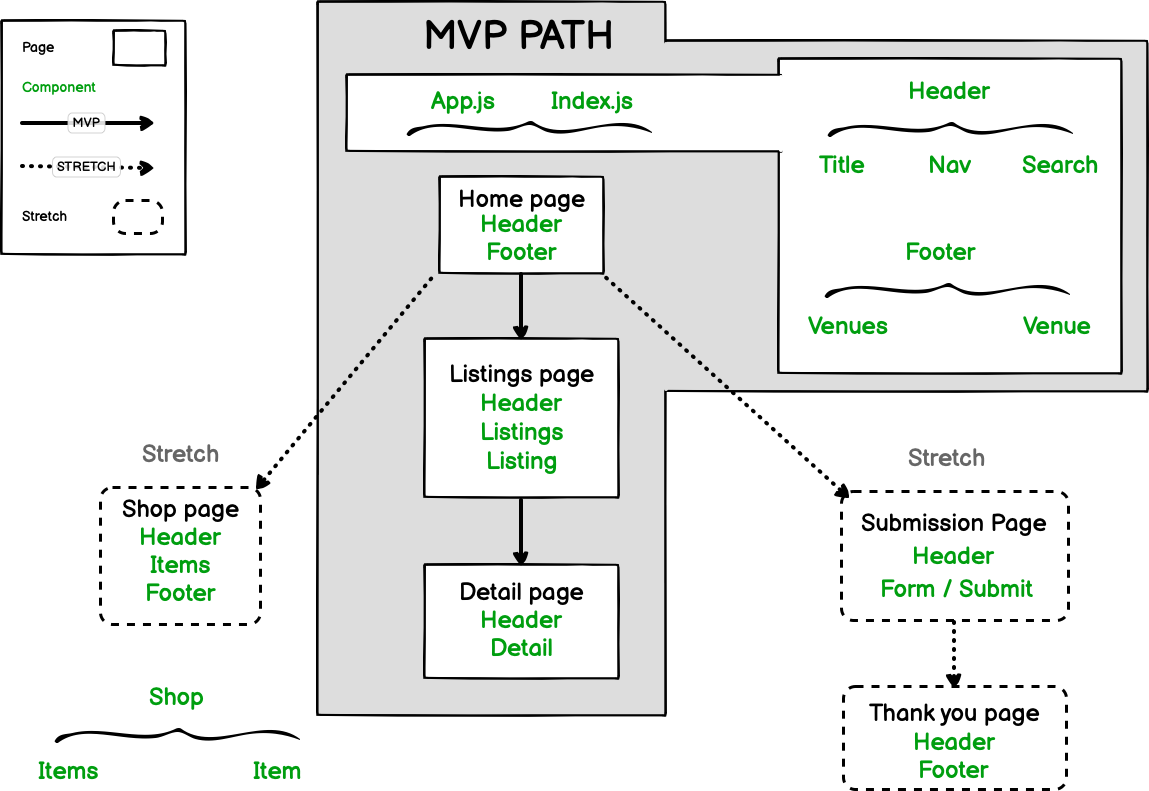 Page
Component
MVP
STRETCH
Stretch
MVP PATH
App.js Index.js
Header
Title Nav Search
Footer
Venues Venue
Home page
Header
Footer
Listings page
Header
Listings
Listing
Detail page
Header
Detail
Stretch
Shop page
Header
Items
Footer
Shop
Items Item
Stretch
Submission Page
Header
Form / Submit
Thank you page
Header
Footer